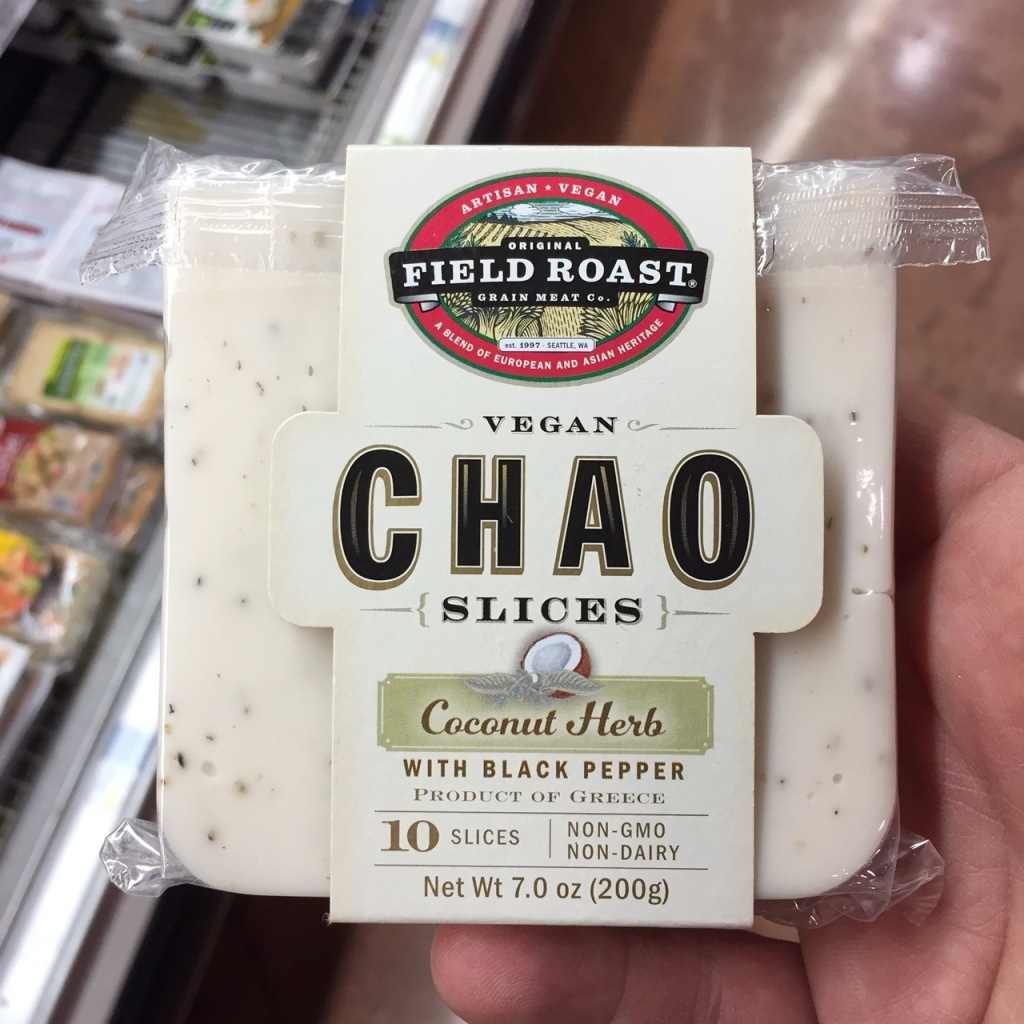 ARTISAN ★ VEGAN
ORIGINAL
FIELD ROAST®
GRAIN MEAT Co.
est. 1997 · SEATTLE, WA
A BLEND OF EUROPEAN AND ASIAN HERITAGE
VEGAN
CHAO
{SLICES}
Coconut Herb
WITH BLACK PEPPER
PRODUCT OF GREECE
10 SLICES
NON-GMO
NON-DAIRY
Net Wt 7.0 oz (200g)